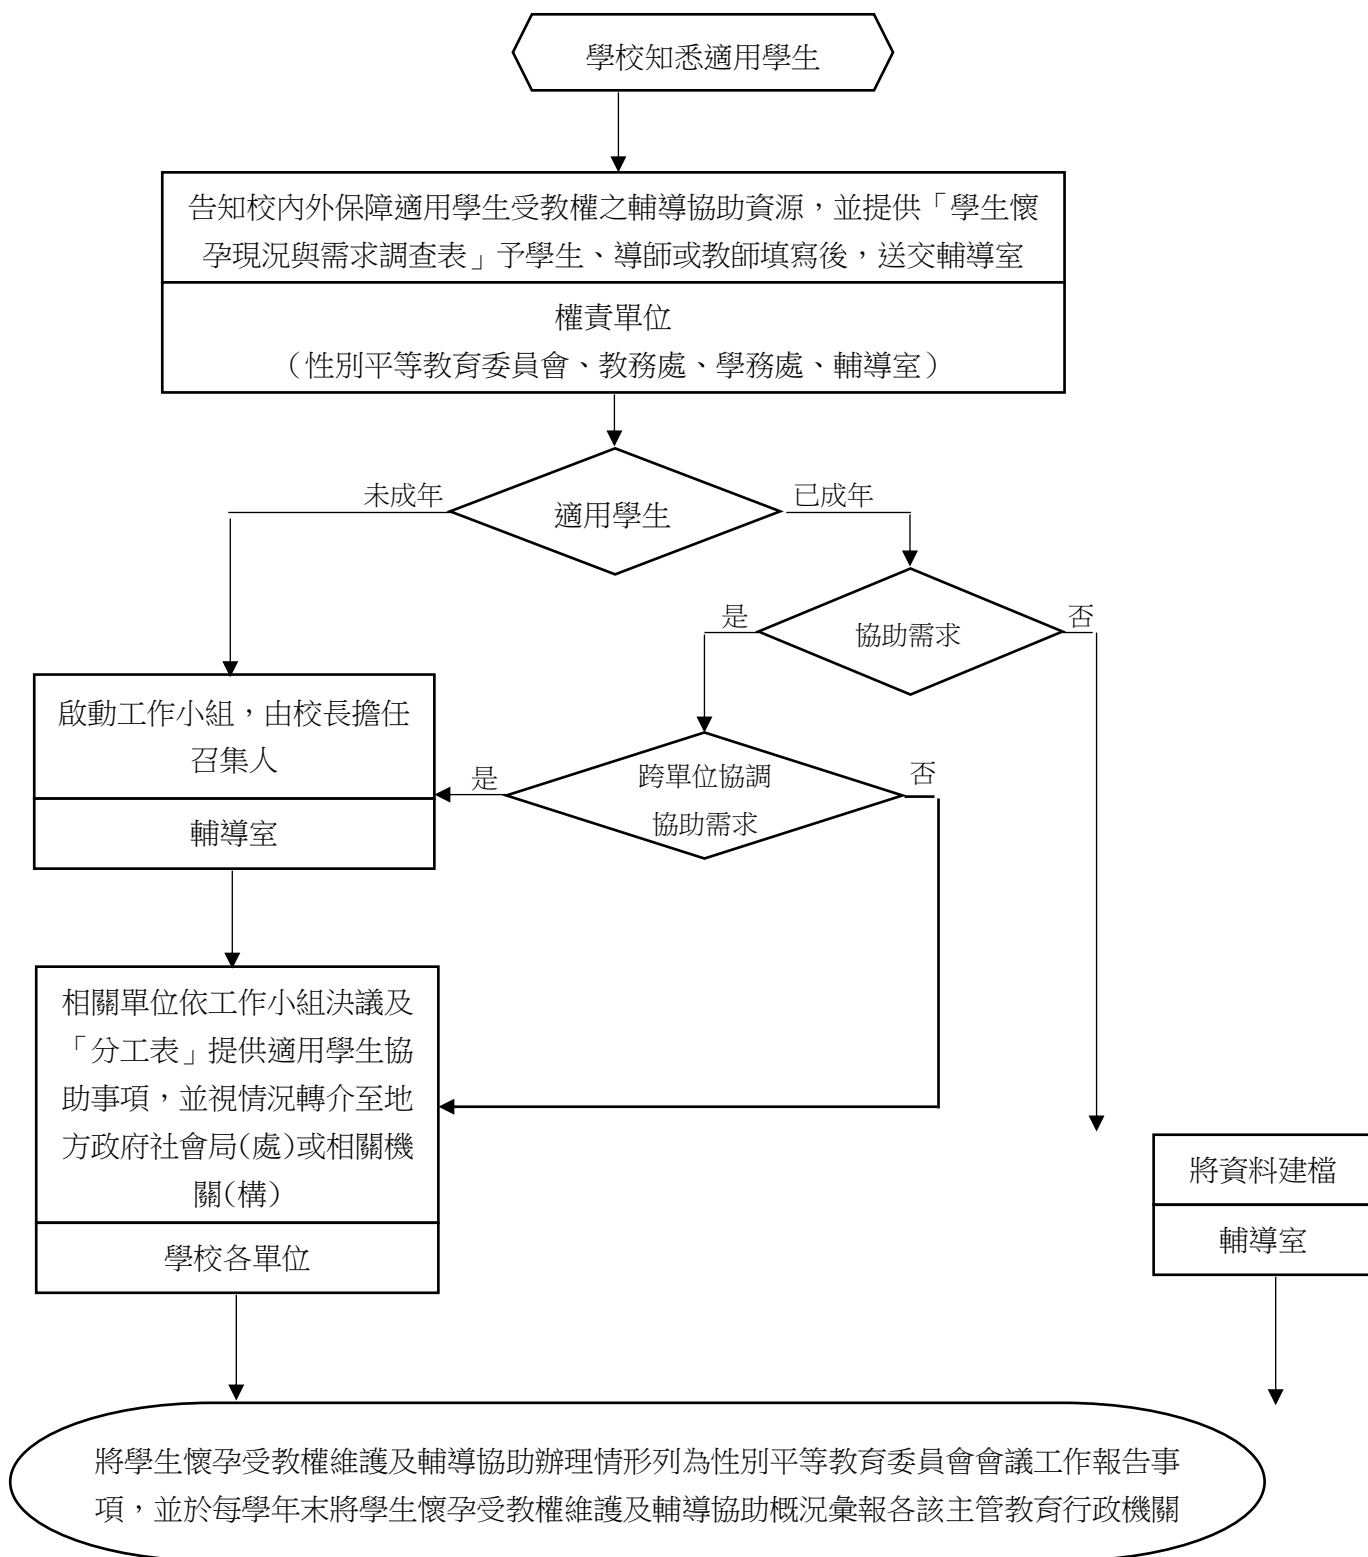 學校知悉適用學生
告知校內外保障適用學生受教權之輔導協助資源，並提供「學生懷
孕現況與需求調查表」予學生、導師或教師填寫後，送交輔導室
權責單位
（性別平等教育委員會、教務處、學務處、輔導室）
未成年
適用學生
已成年
是
協助需求
否
啟動工作小組，由校長擔任
召集人
輔導室
是
跨單位協調
協助需求
否
相關單位依工作小組決議及
「分工表」提供適用學生協
助事項，並視情況轉介至地
方政府社會局(處)或相關機
關(構)
學校各單位
將資料建檔
輔導室
將學生懷孕受教權維護及輔導協助辦理情形列為性別平等教育委員會會議工作報告事
項，並於每學年末將學生懷孕受教權維護及輔導協助概況彙報各該主管教育行政機關